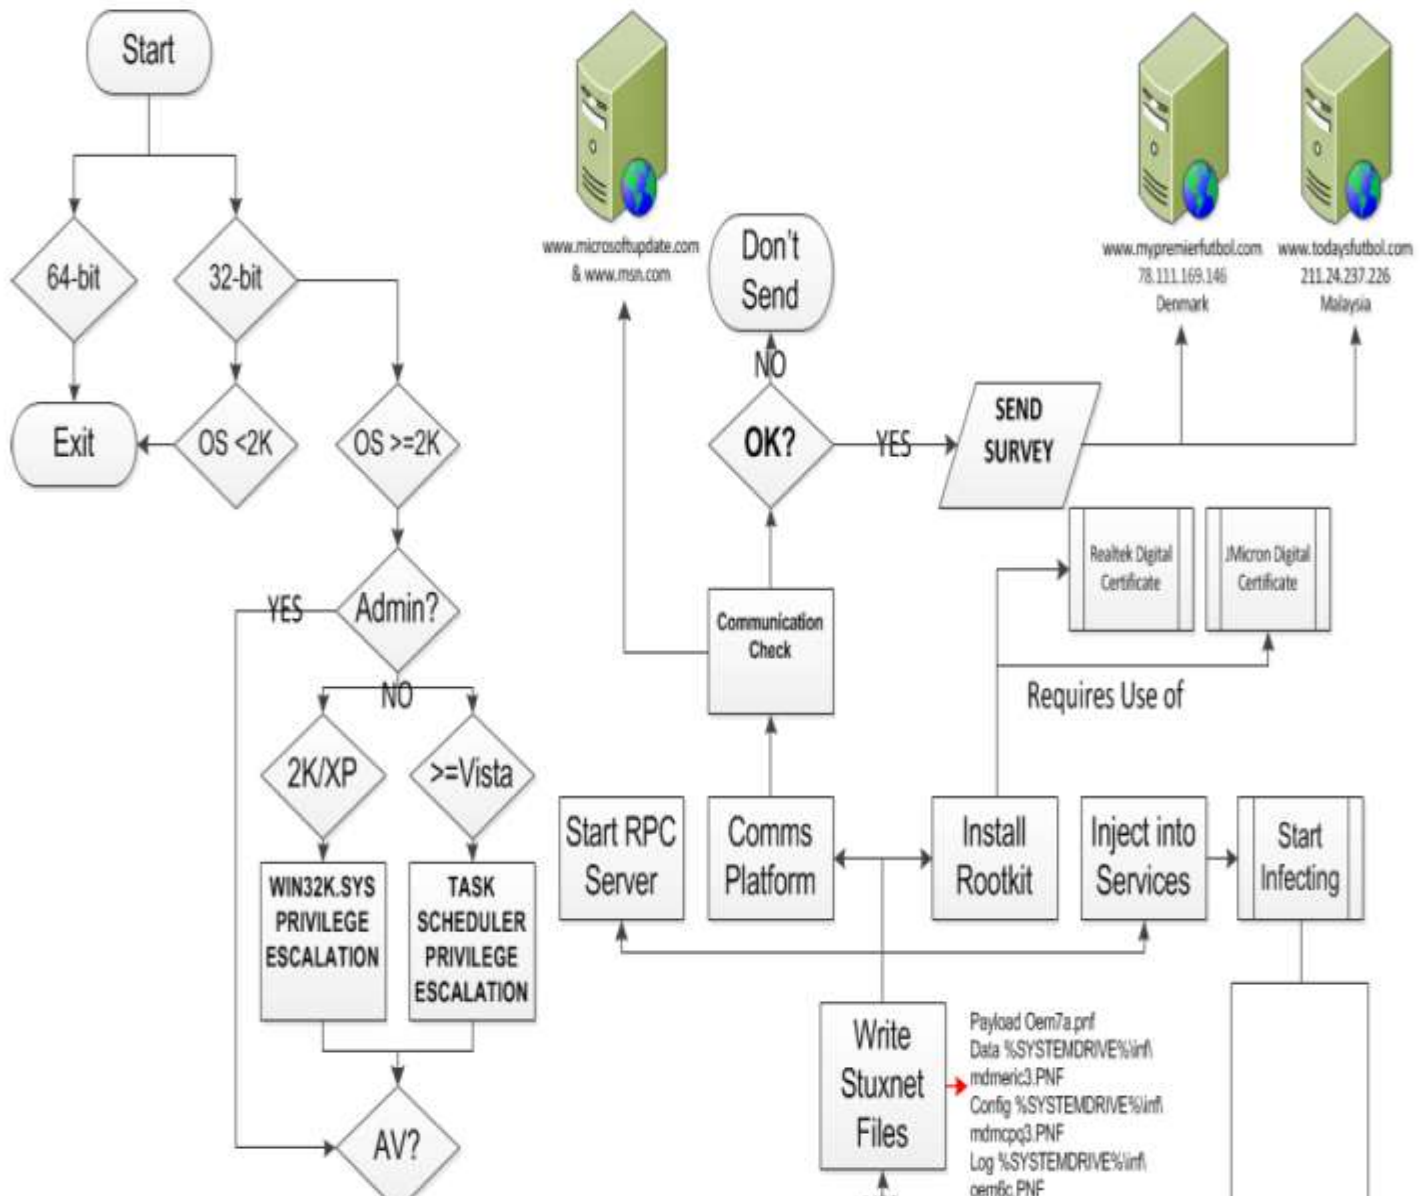 Start
64-bit
32-bit
Exit
OS <2K
OS >=2K
YES
Admin?
NO
2K/XP
>=Vista
WIN32K.SYS
PRIVILEGE
ESCALATION
TASK
SCHEDULER
PRIVILEGE
ESCALATION
AV?
www.microsoftupdate.com
& www.msn.com
Don't
Send
NO
OK?
YES
SEND
SURVEY
www.mypremierfutbol.com
78.111.169.146
Denmark
www.todaysfutbol.com
211.24.237.226
Malaysia
Realtek Digital
Certificate
JMicron Digital
Certificate
Communication
Check
Requires Use of
Start RPC
Server
Comms
Platform
Install
Rootkit
Inject into
Services
Start
Infecting
Write
Stuxnet
Files
Payload Oem7a.pnf
Data %SYSTEMDRIVE%\inf\
mdmeric3.PNF
Config %SYSTEMDRIVE%\inf\
mdmcpq3.PNF
Log %SYSTEMDRIVE%\inf\
oem6c.PNF